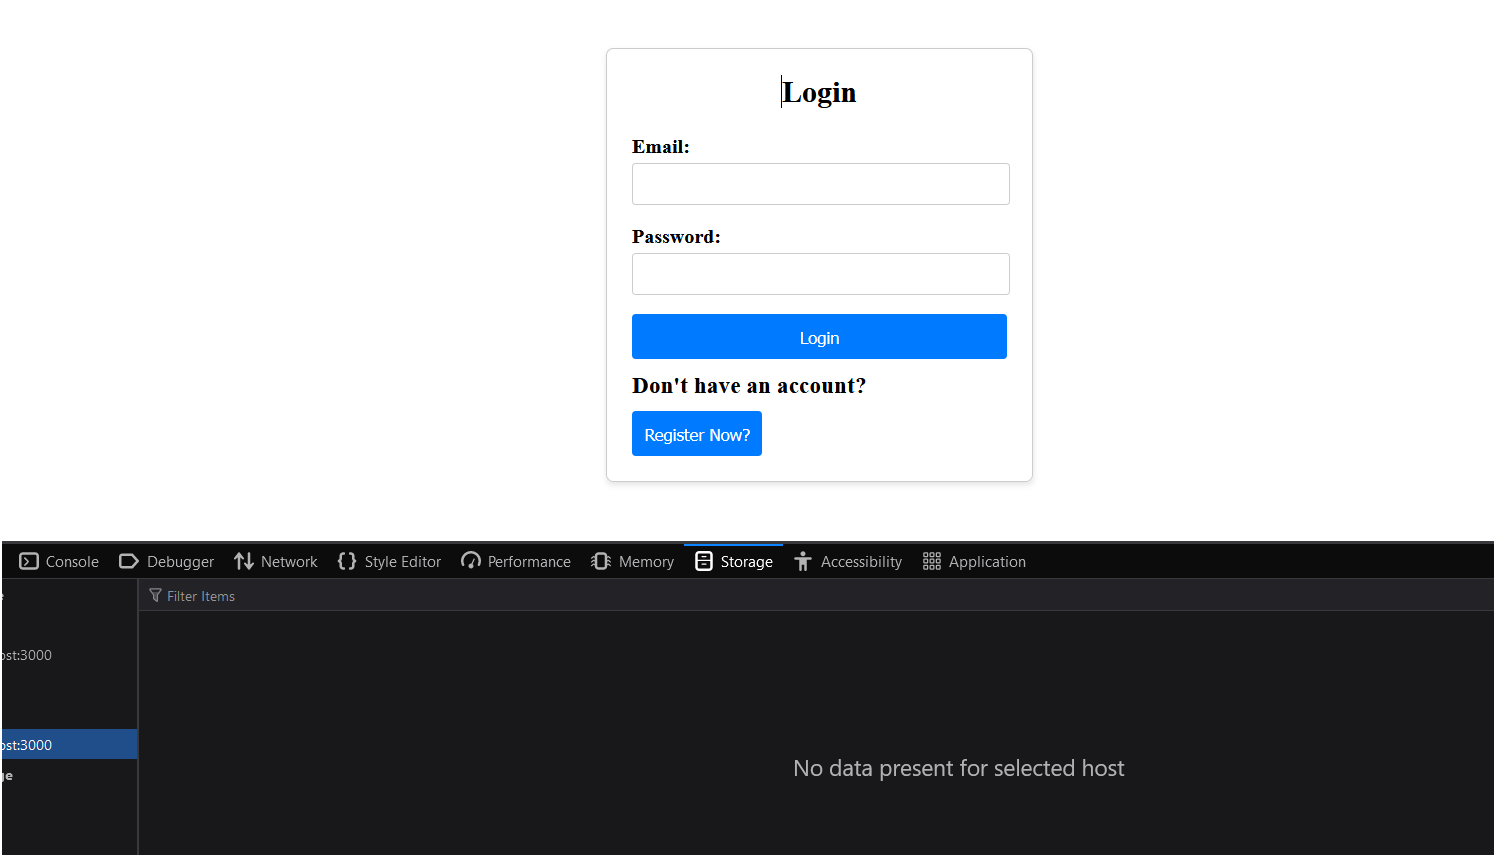 Login
Email:
Password:
Login
Don't have an account?
Register Now?
Console Debugger Network Style Editor Performance Memory Storage Accessibility Application
Filter Items
ost:3000
ost:3000
ge
No data present for selected host